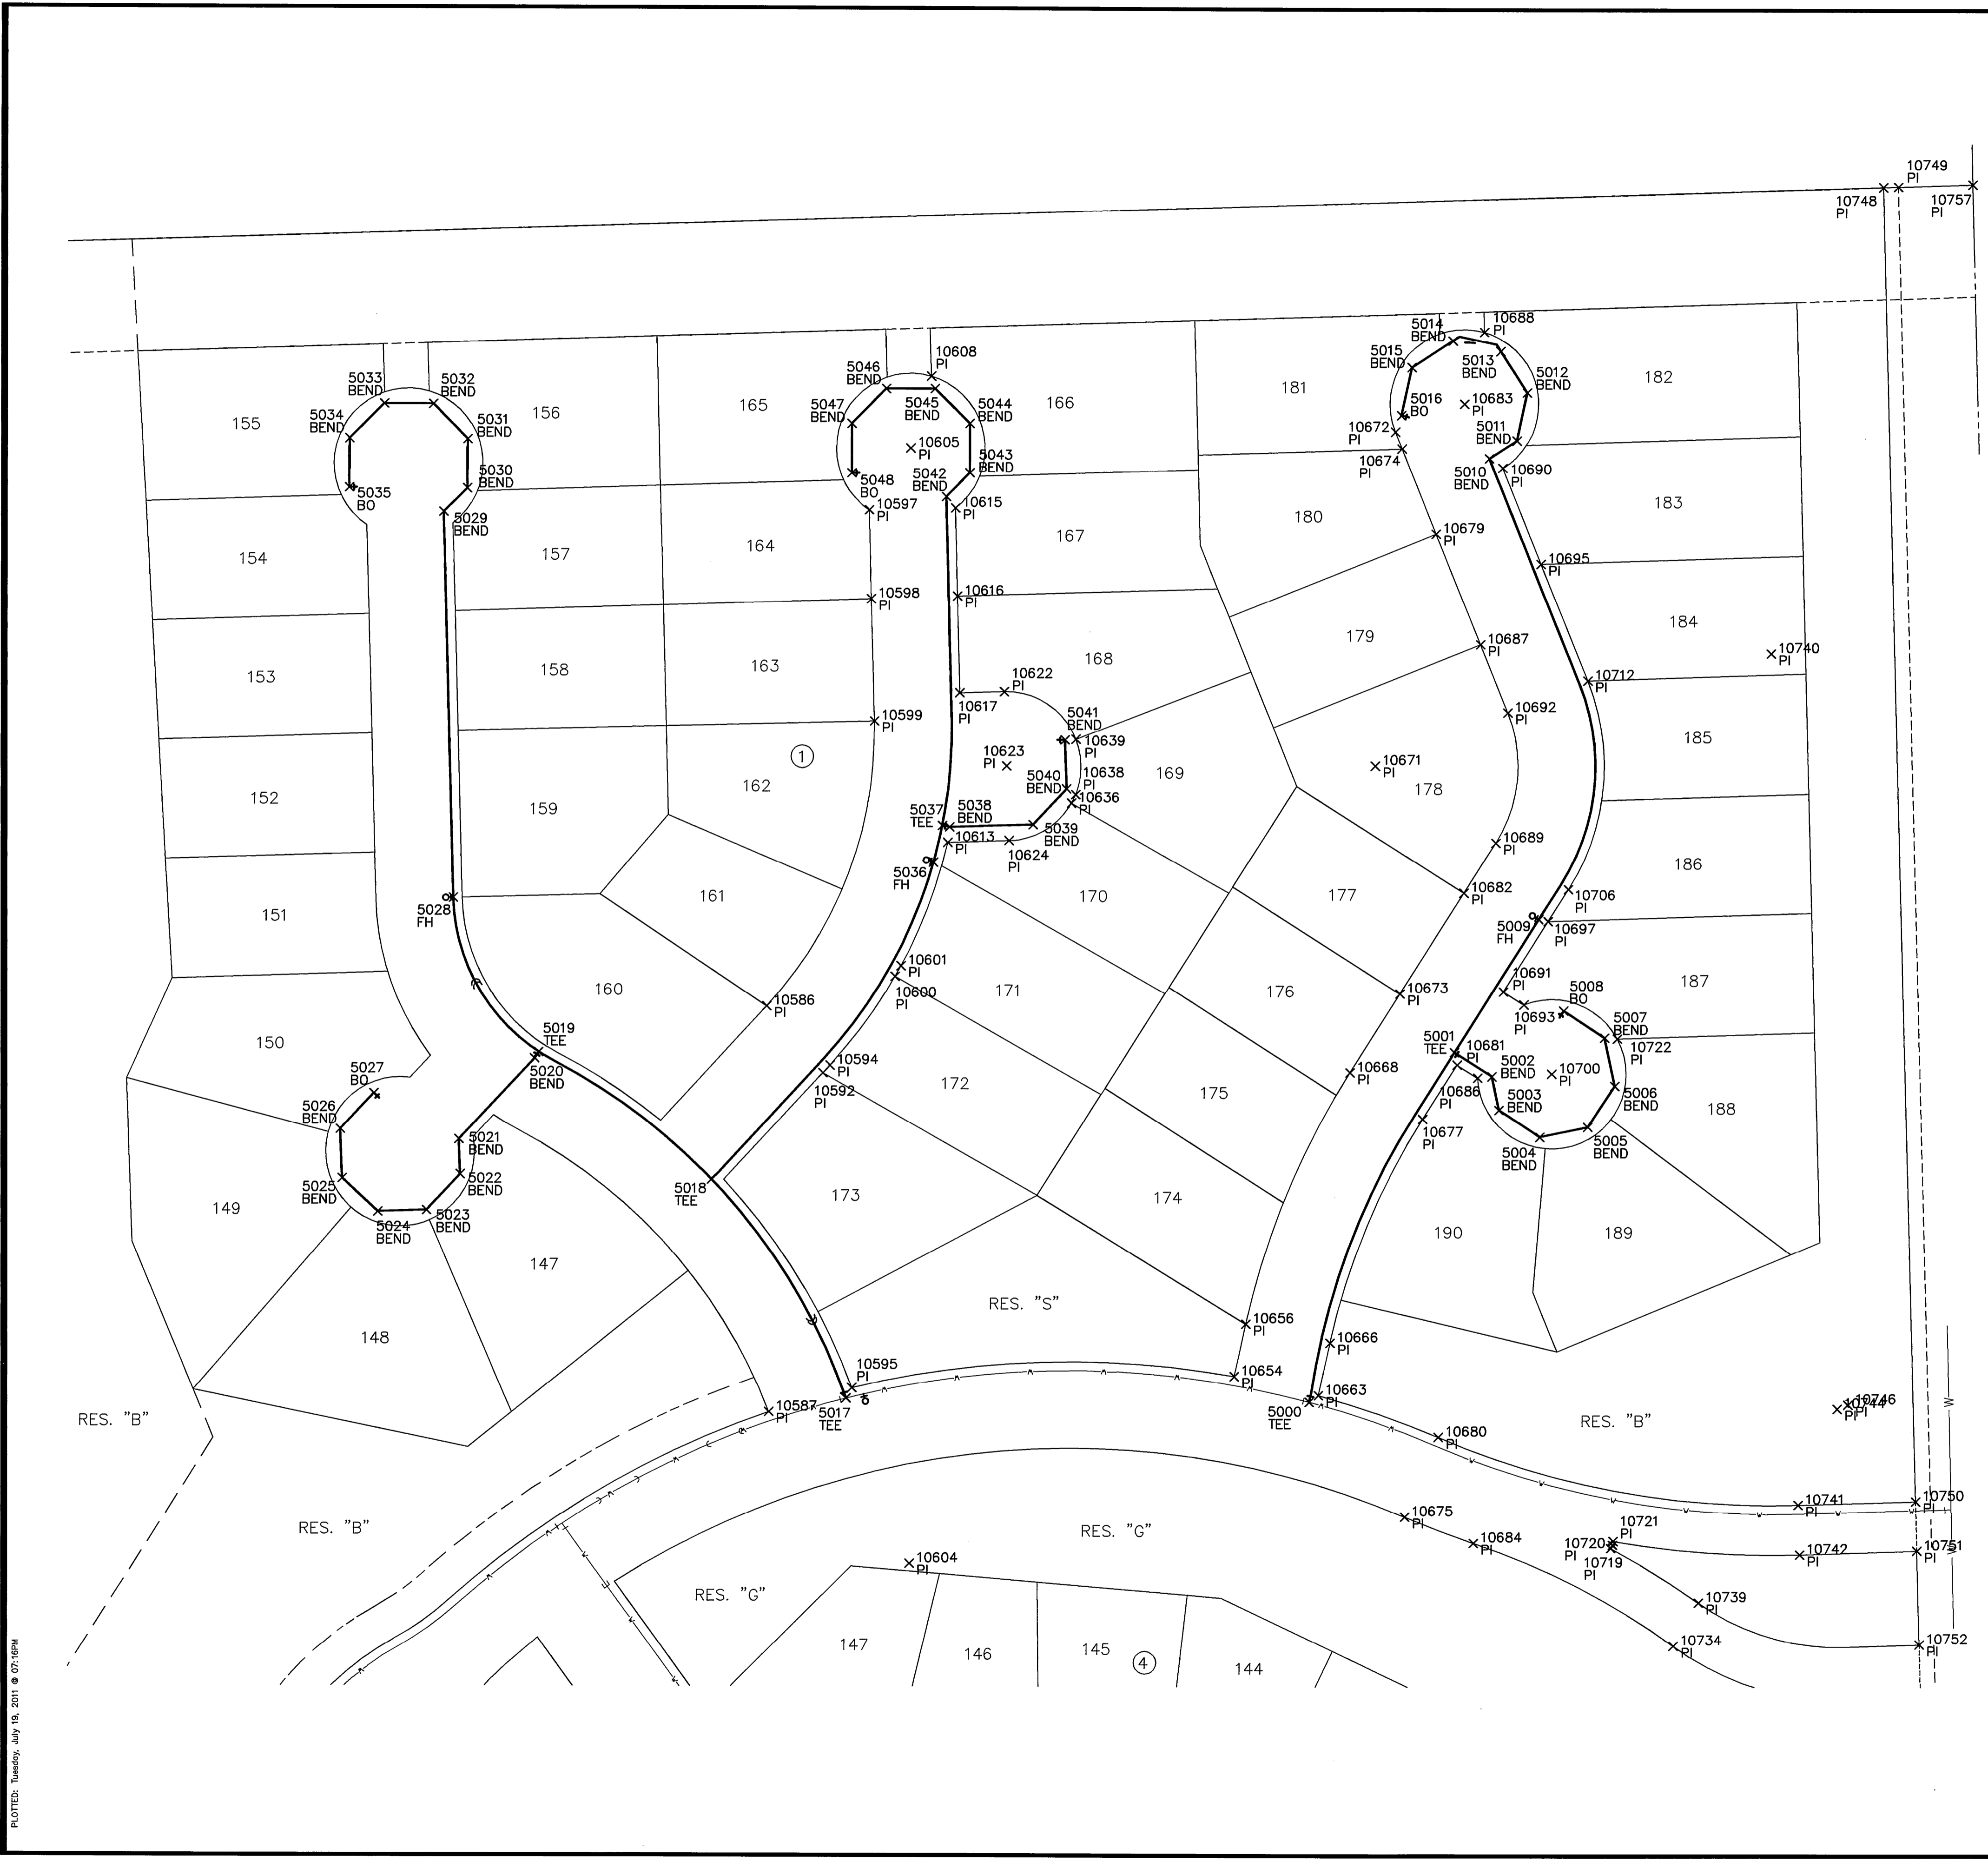 10749
PI
10748
PI
10757
PI
5014
BEND
10688
PI
5015
BEND
5013
BEND
5012
BEND
182
181
5016
BO
10683
PI
10672
PI
10674
PI
5011
BEND
5010
BEND
10690
PI
10608
PI
5046
BEND
5047
BEND
5045
BEND
5044
BEND
166
165
10605
PI
5043
BEND
5042
BEND
5048
BO
10597
PI
10615
PI
5033
BEND
5032
BEND
5034
BEND
5031
BEND
156
155
5030
BEND
5035
BO
5029
BEND
154
157
164
167
180
183
10679
PI
10695
PI
10598
PI
10616
PI
184
10740
PI
179
10687
PI
168
163
158
153
10622
PI
10617
PI
10712
PI
10692
PI
10599
PI
5041
BEND
10639
PI
185
1
10623
PI
10638
PI
10636
PI
5040
BEND
169
10671
PI
178
162
152
159
5037
TEE
5038
BEND
10613
PI
5039
BEND
10624
PI
10689
PI
186
5036
FH
161
170
177
10682
PI
10706
PI
5028
FH
151
5009
FH
10697
PI
10601
PI
10600
PI
160
171
176
10673
PI
10691
PI
5008
BO
10693
PI
187
10586
PI
5007
BEND
10722
PI
150
5019
TEE
5020
BEND
5001
TEE
10681
PI
5002
BEND
10700
PI
10686
PI
5027
BO
10594
PI
10592
PI
172
175
10668
PI
5003
BEND
5006
BEND
188
5026
BEND
10677
PI
5021
BEND
5004
BEND
5005
BEND
5025
BEND
5022
BEND
5018
TEE
173
174
149
5024
BEND
5023
BEND
190
189
147
RES. "S"
10656
PI
148
10666
PI
10595
PI
10654
PI
10587
PI
5017
TEE
5000
TEE
10663
PI
RES. "B"
RES. "B"
10746
PI
PI
10680
PI
10741
PI
10750
PI
W
RES. "B"
RES. "G"
10675
PI
10684
PI
10721
PI
10720
PI
10719
PI
10742
PI
10751
PI
W
10604
PI
RES. "G"
10739
PI
10734
PI
10752
PI
147
146
145
4
144
PLOTTED: Tuesday, July 19, 2011 @ 07:16PM